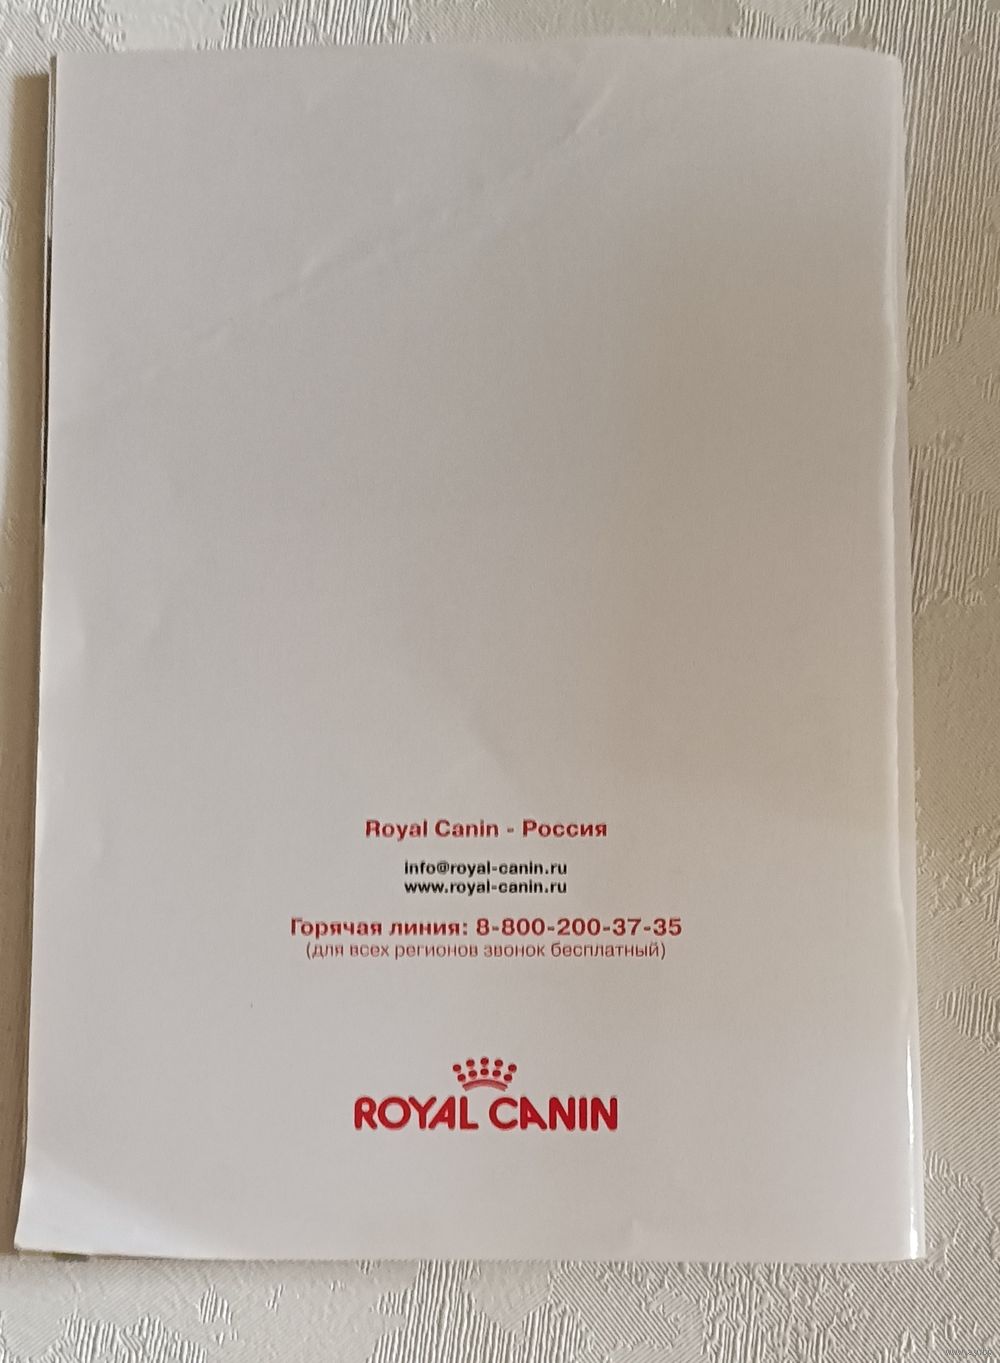 Royal Canin - Россия
info@royal-canin.ru
www.royal-canin.ru
Горячая линия: 8-800-200-37-35
(для всех регионов звонок бесплатный)
ROYAL CANIN